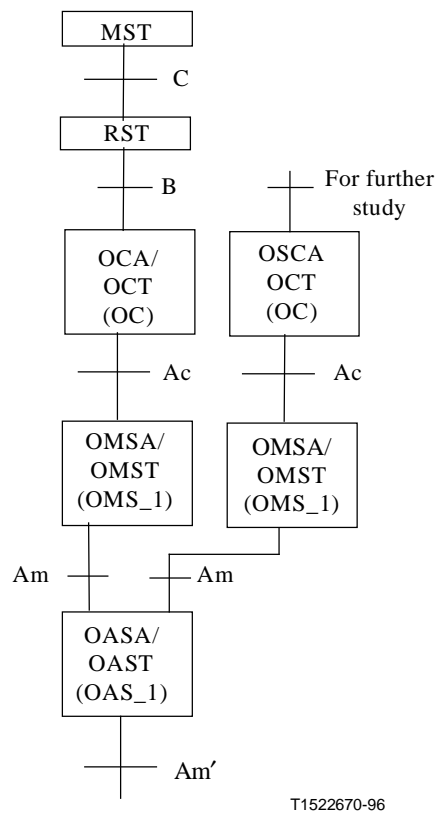 MST
C
RST
B
For further
study
OCA/
OCT
(OC)
OSCA
OCT
(OC)
Ac
Ac
OMSA/
OMST
(OMS_1)
OMSA/
OMST
(OMS_1)
Am
Am
OASA/
OAST
(OAS_1)
Am′
T1522670-96